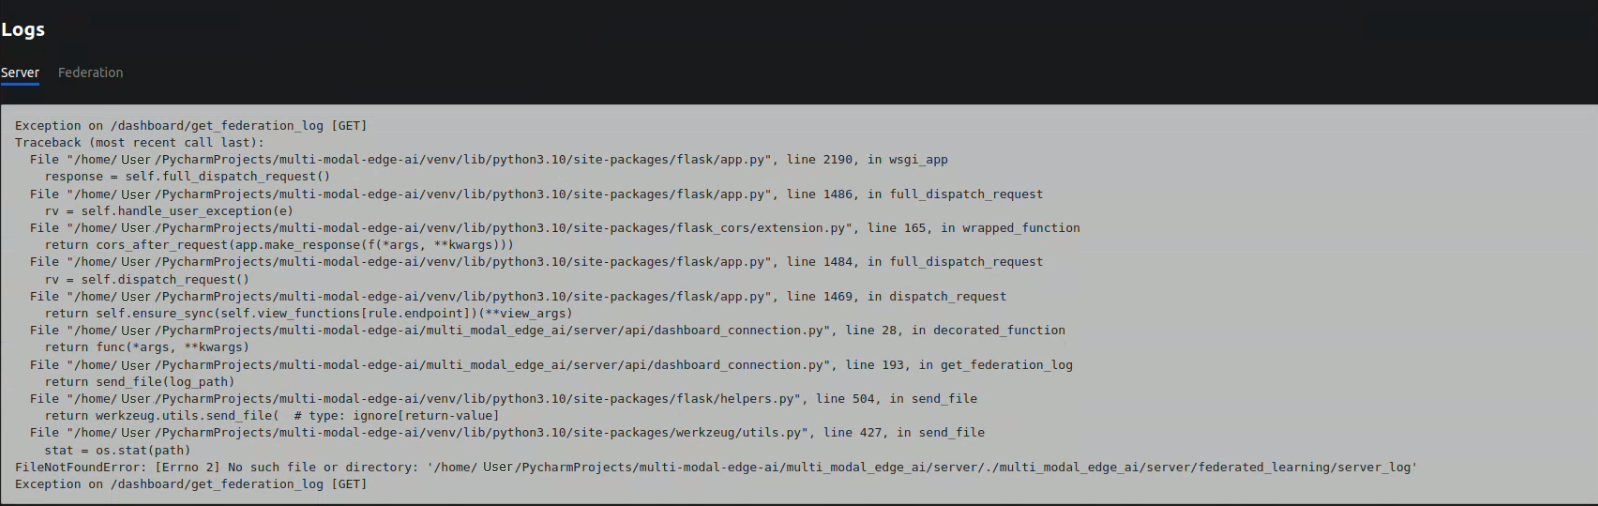 Logs
Server Federation
Exception on /dashboard/get_federation_log [GET]
Traceback (most recent call last):
  File "/home/ User /PycharmProjects/multi-modal-edge-ai/venv/lib/python3.10/site-packages/flask/app.py", line 2190, in wsgi_app
    response = self.full_dispatch_request()
  File "/home/ User /PycharmProjects/multi-modal-edge-ai/venv/lib/python3.10/site-packages/flask/app.py", line 1486, in full_dispatch_request
    rv = self.handle_user_exception(e)
  File "/home/ User /PycharmProjects/multi-modal-edge-ai/venv/lib/python3.10/site-packages/flask_cors/extension.py", line 165, in wrapped_function
    return cors_after_request(app.make_response(f(*args, **kwargs)))
  File "/home/ User /PycharmProjects/multi-modal-edge-ai/venv/lib/python3.10/site-packages/flask/app.py", line 1484, in full_dispatch_request
    rv = self.dispatch_request()
  File "/home/ User /PycharmProjects/multi-modal-edge-ai/venv/lib/python3.10/site-packages/flask/app.py", line 1469, in dispatch_request
    return self.ensure_sync(self.view_functions[rule.endpoint])(**view_args)
  File "/home/ User /PycharmProjects/multi-modal-edge-ai/multi_modal_edge_ai/server/api/dashboard_connection.py", line 28, in decorated_function
    return func(*args, **kwargs)
  File "/home/ User /PycharmProjects/multi-modal-edge-ai/multi_modal_edge_ai/server/api/dashboard_connection.py", line 193, in get_federation_log
    return send_file(log_path)
  File "/home/ User /PycharmProjects/multi-modal-edge-ai/venv/lib/python3.10/site-packages/flask/helpers.py", line 504, in send_file
    return werkzeug.utils.send_file(  # type: ignore[return-value]
  File "/home/ User /PycharmProjects/multi-modal-edge-ai/venv/lib/python3.10/site-packages/werkzeug/utils.py", line 427, in send_file
    stat = os.stat(path)
FileNotFoundError: [Errno 2] No such file or directory: '/home/ User /PycharmProjects/multi-modal-edge-ai/multi_modal_edge_ai/server/./multi_modal_edge_ai/server/federated_learning/server_log'
Exception on /dashboard/get_federation_log [GET]